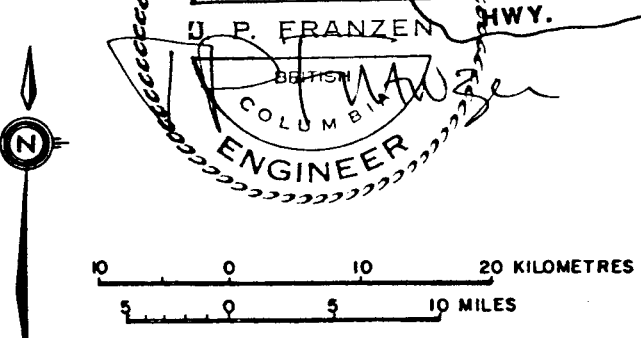 HWY.
J. P. FRANZEN
BRITISH
COLUMBIA
ENGINEER
N
10 0 10 20 KILOMETRES
5 0 5 10 MILES